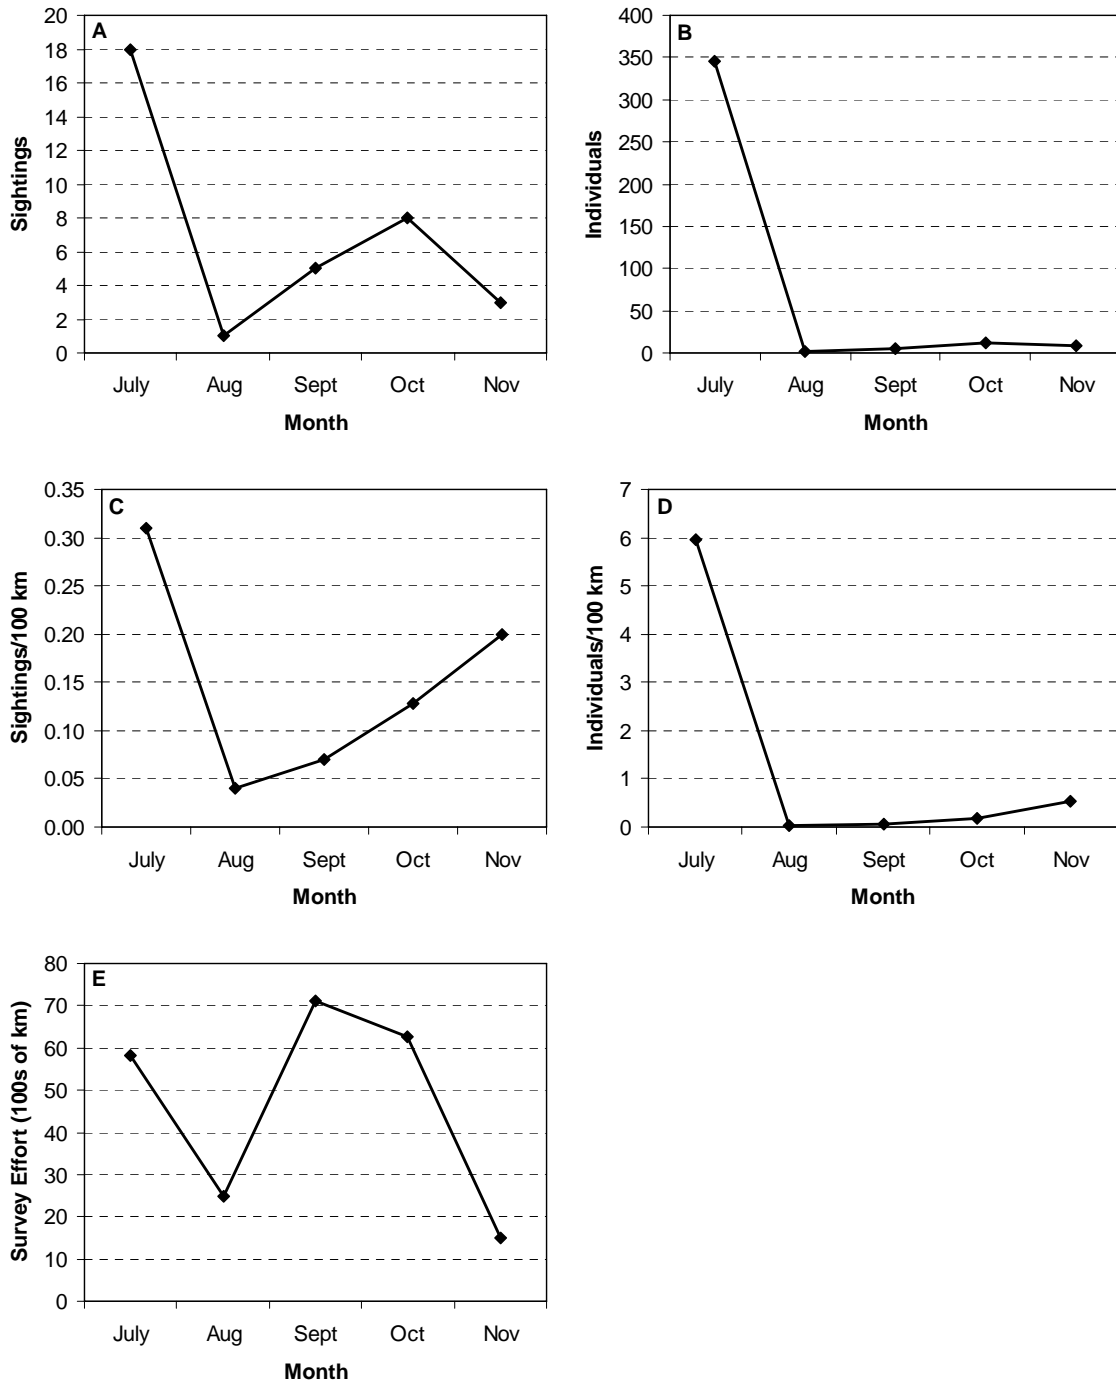 A
Sightings
20
18
16
14
12
10
8
6
4
2
0
July Aug Sept Oct Nov
Month
B
Individuals
400
350
300
250
200
150
100
50
0
July Aug Sept Oct Nov
Month
C
Sightings/100 km
0.35
0.30
0.25
0.20
0.15
0.10
0.05
0.00
July Aug Sept Oct Nov
Month
D
Individuals/100 km
7
6
5
4
3
2
1
0
July Aug Sept Oct Nov
Month
E
Survey Effort (100s of km)
80
70
60
50
40
30
20
10
0
July Aug Sept Oct Nov
Month